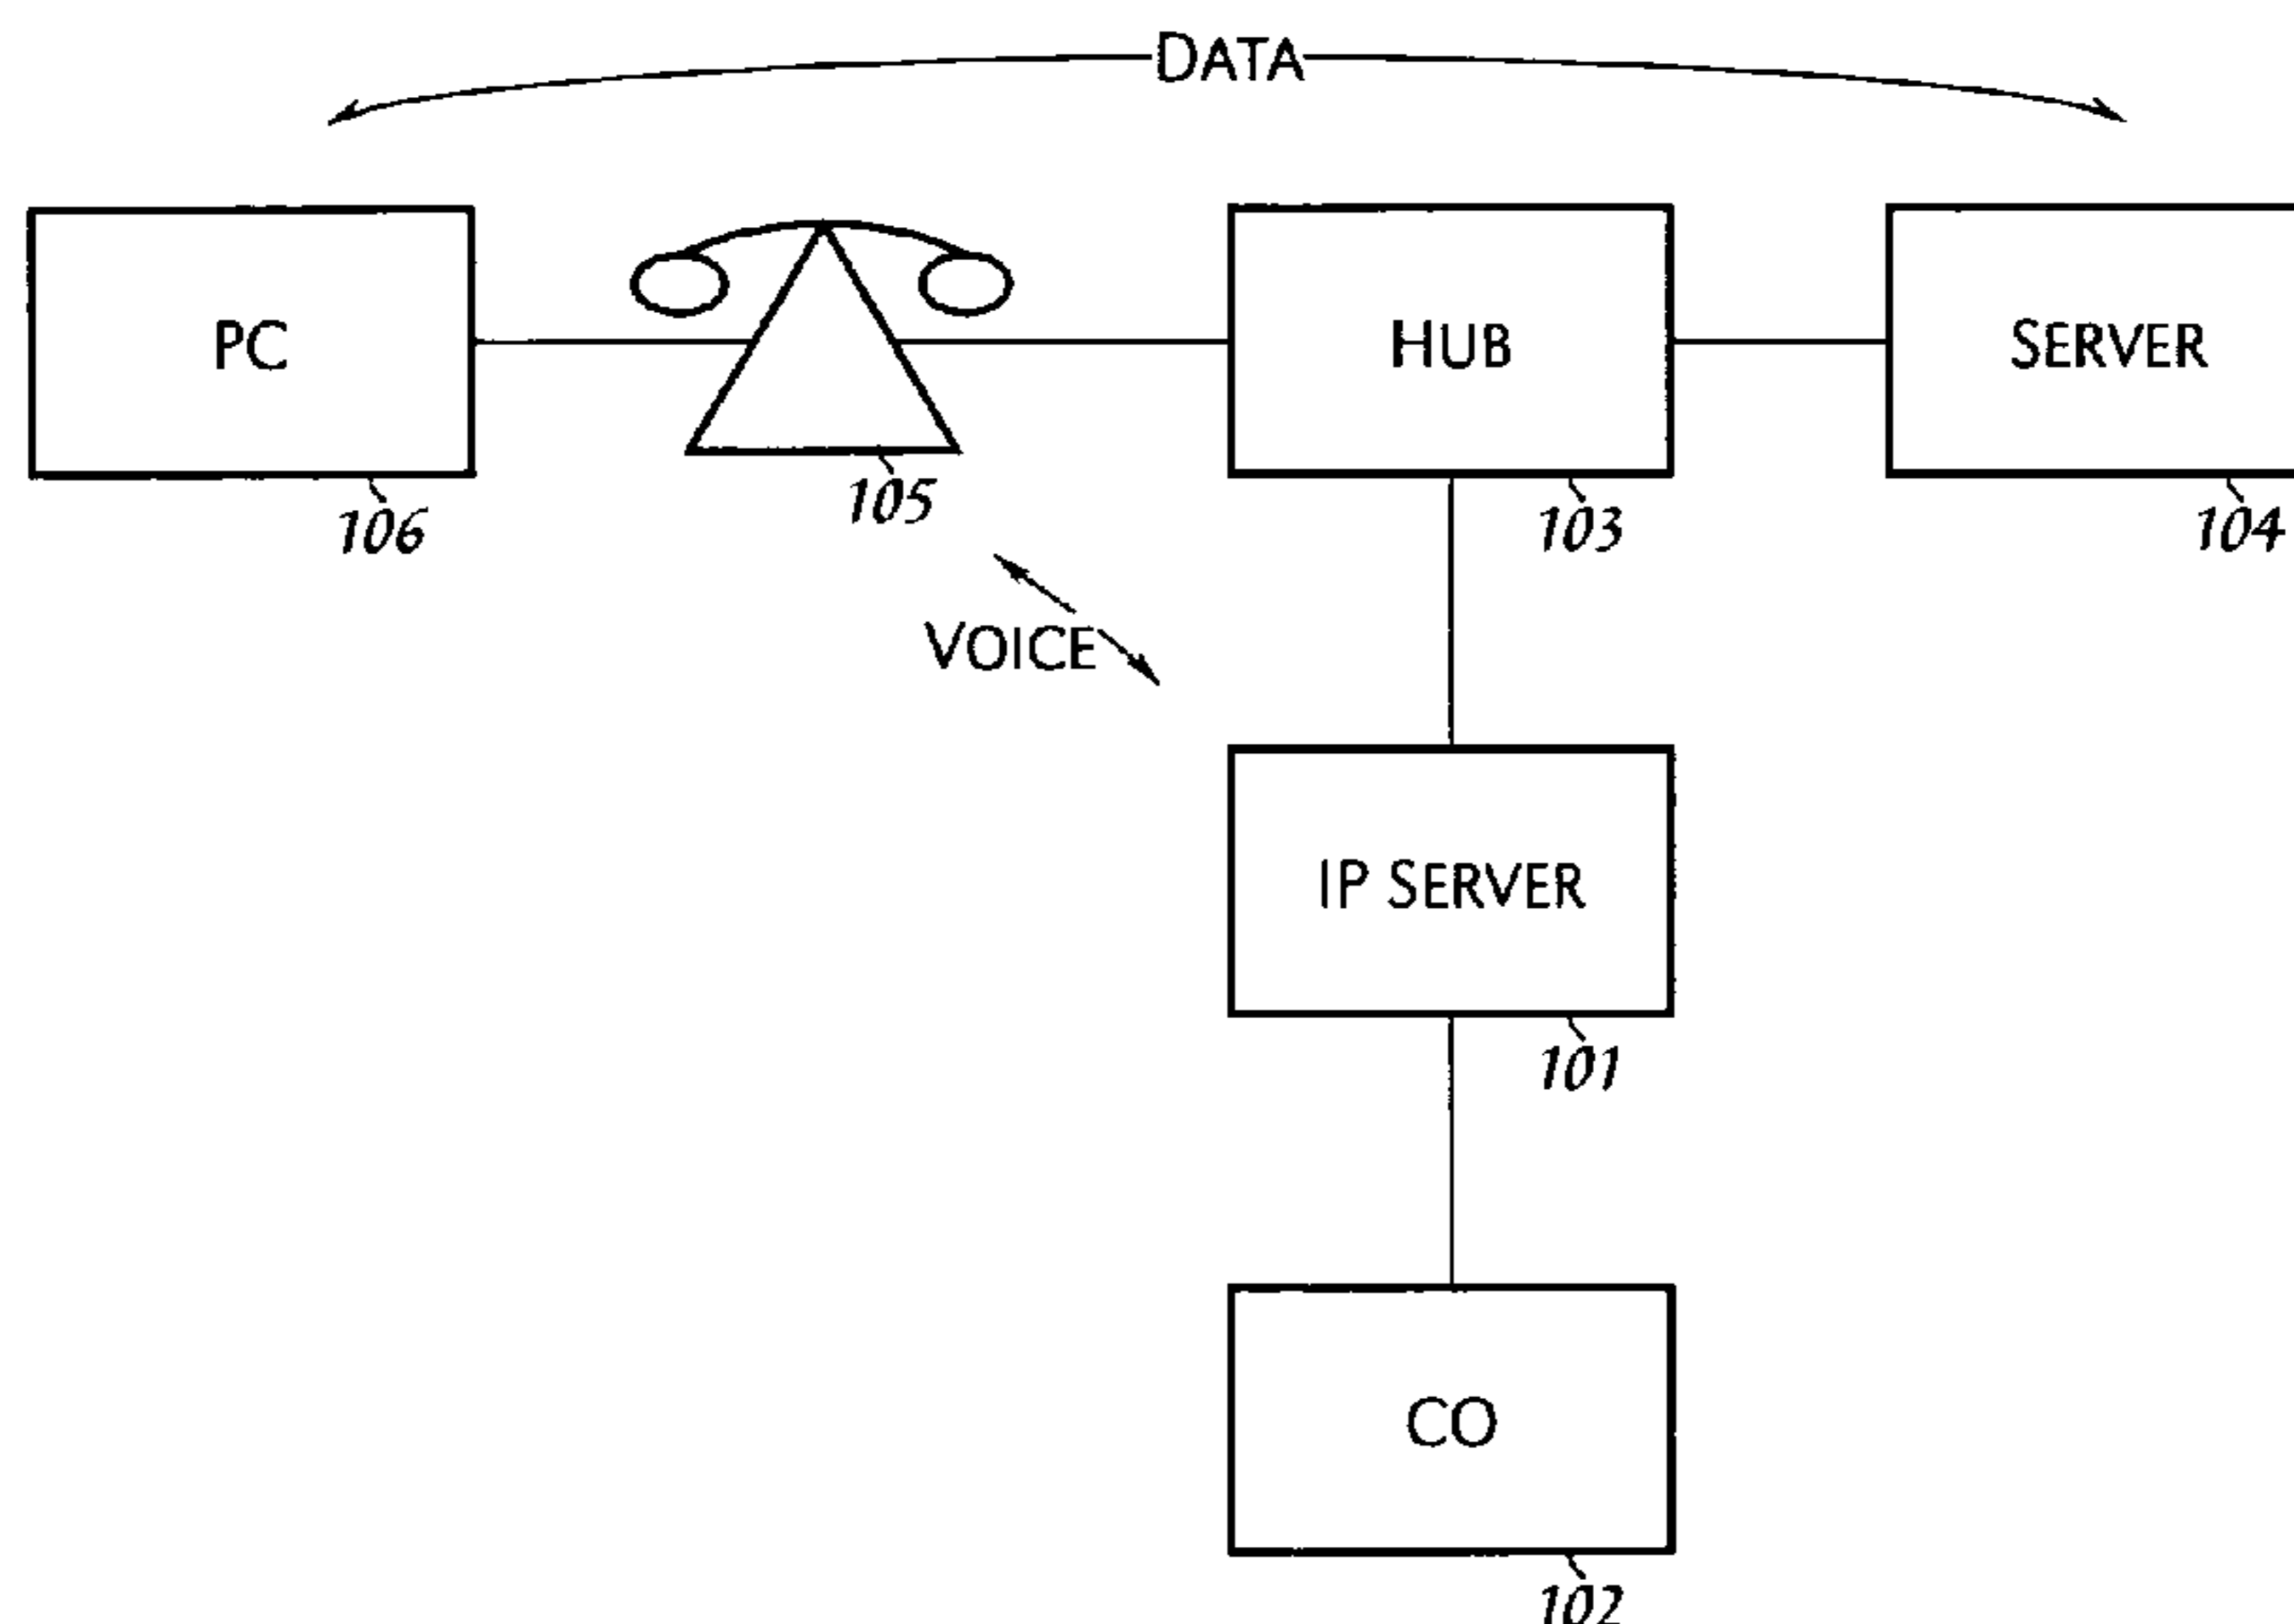 DATA
PC
HUB
SERVER
106
105
103
104
VOICE
IP SERVER
101
CO
102